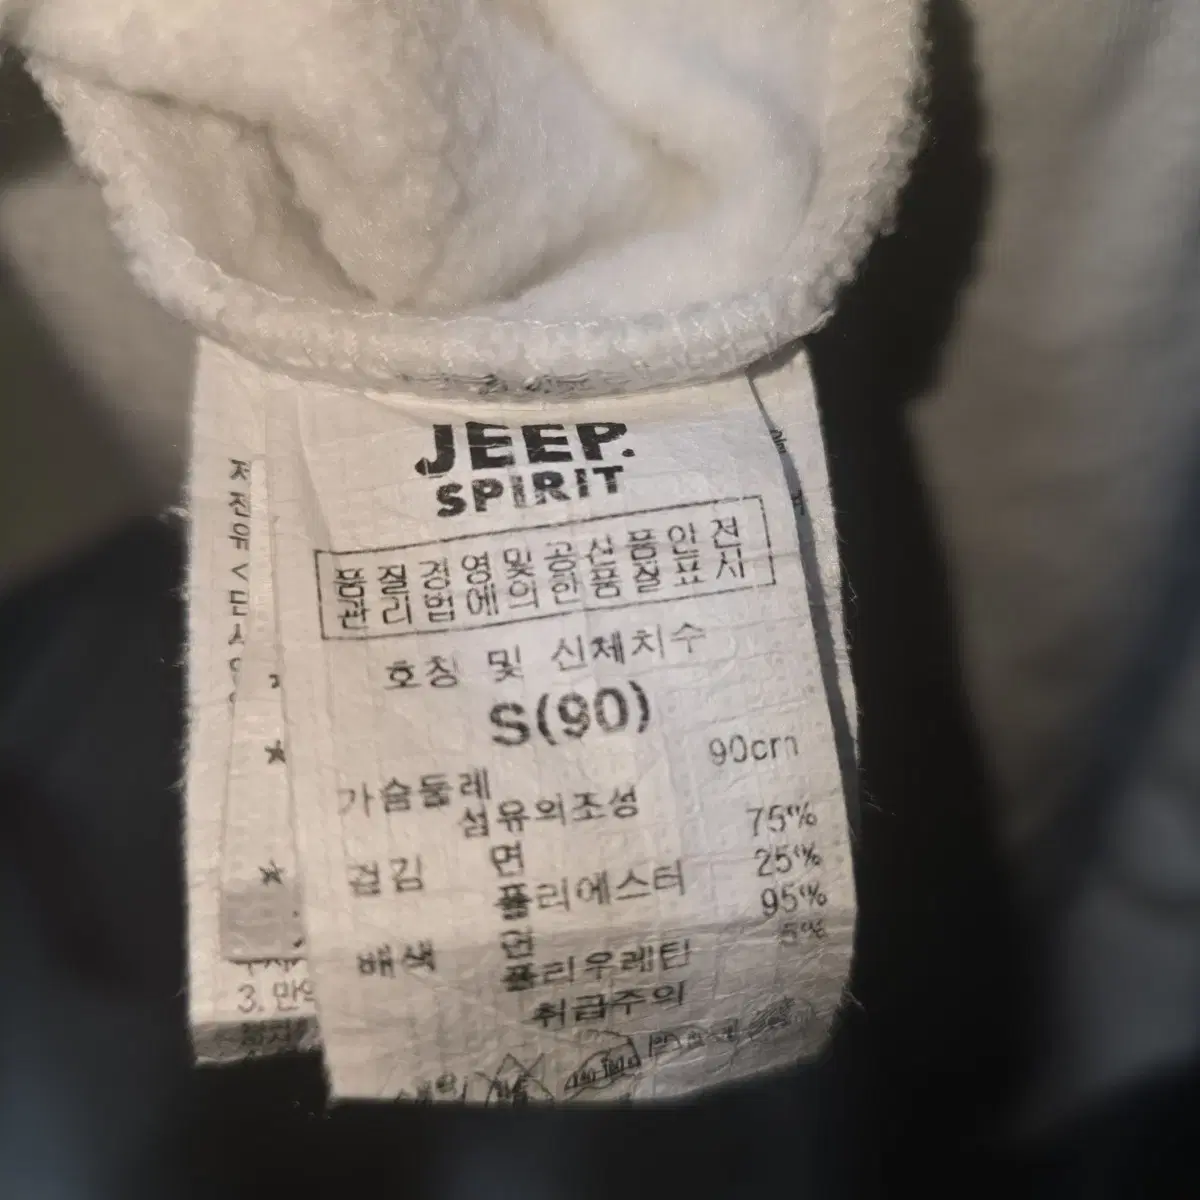 JEEP.
SPIRIT
품질경영및공산품안전
관리법에의한품질표시
호칭 및 신체치수
S(90)
가슴둘레 90cm
섬유의조성
겉감 면 75%
폴리에스터 25%
배색 면 95%
폴리우레탄 5%
취급주의
3. 만약